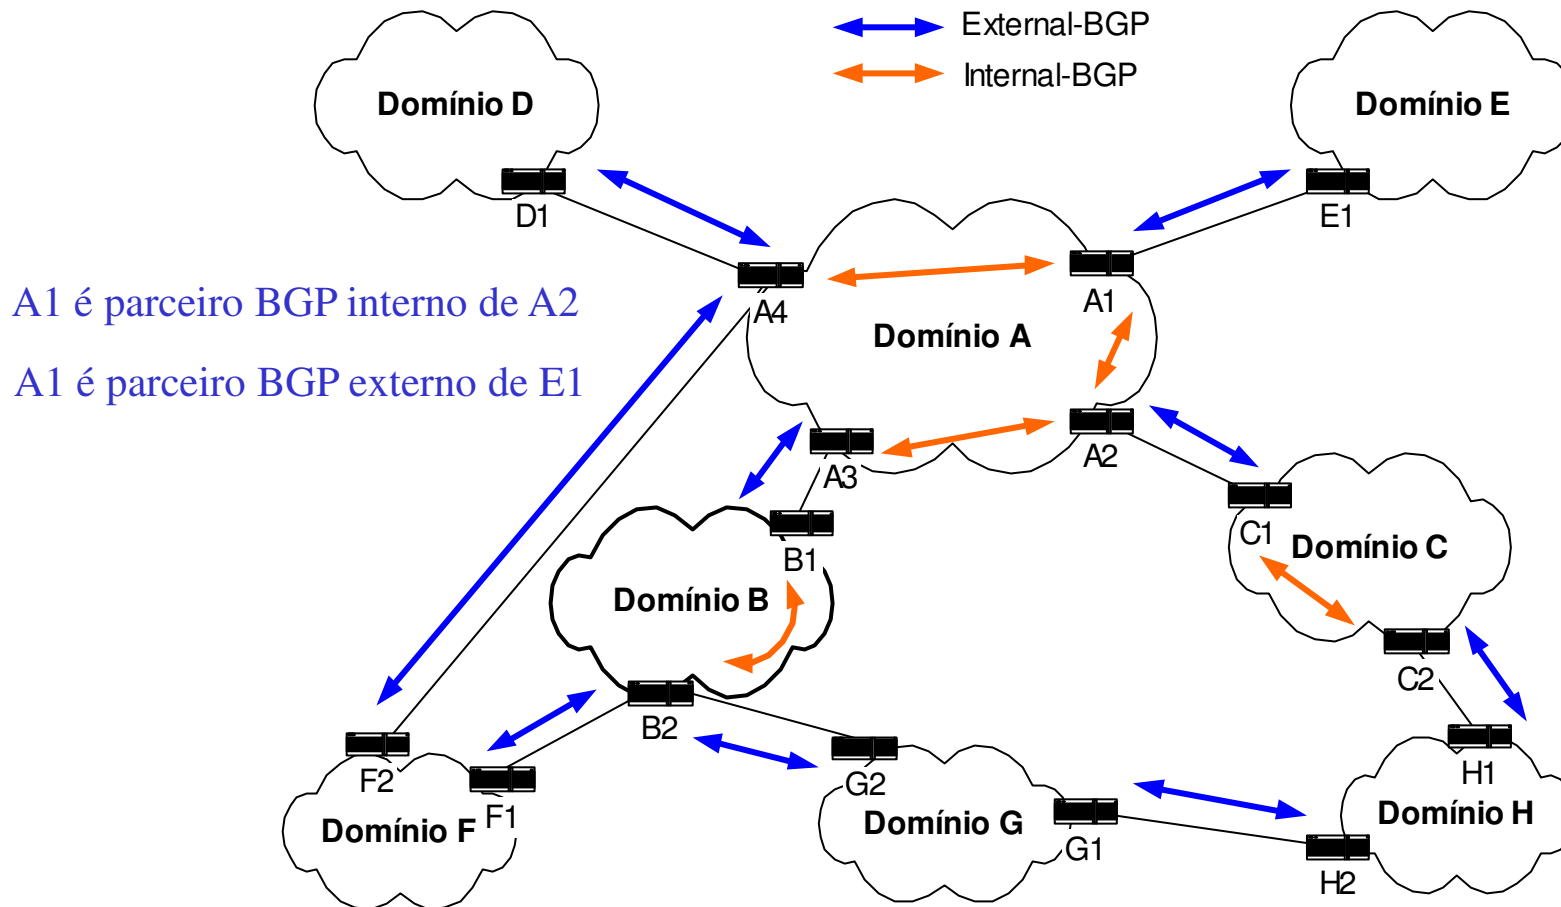 External-BGP
Internal-BGP
Domínio D
Domínio E
D1
E1
A4
A1
A1 é parceiro BGP interno de A2
Domínio A
A1 é parceiro BGP externo de E1
A3
A2
C1
Domínio C
B1
Domínio B
C2
B2
H1
F2
G2
F1
Domínio F
Domínio G
Domínio H
G1
H2